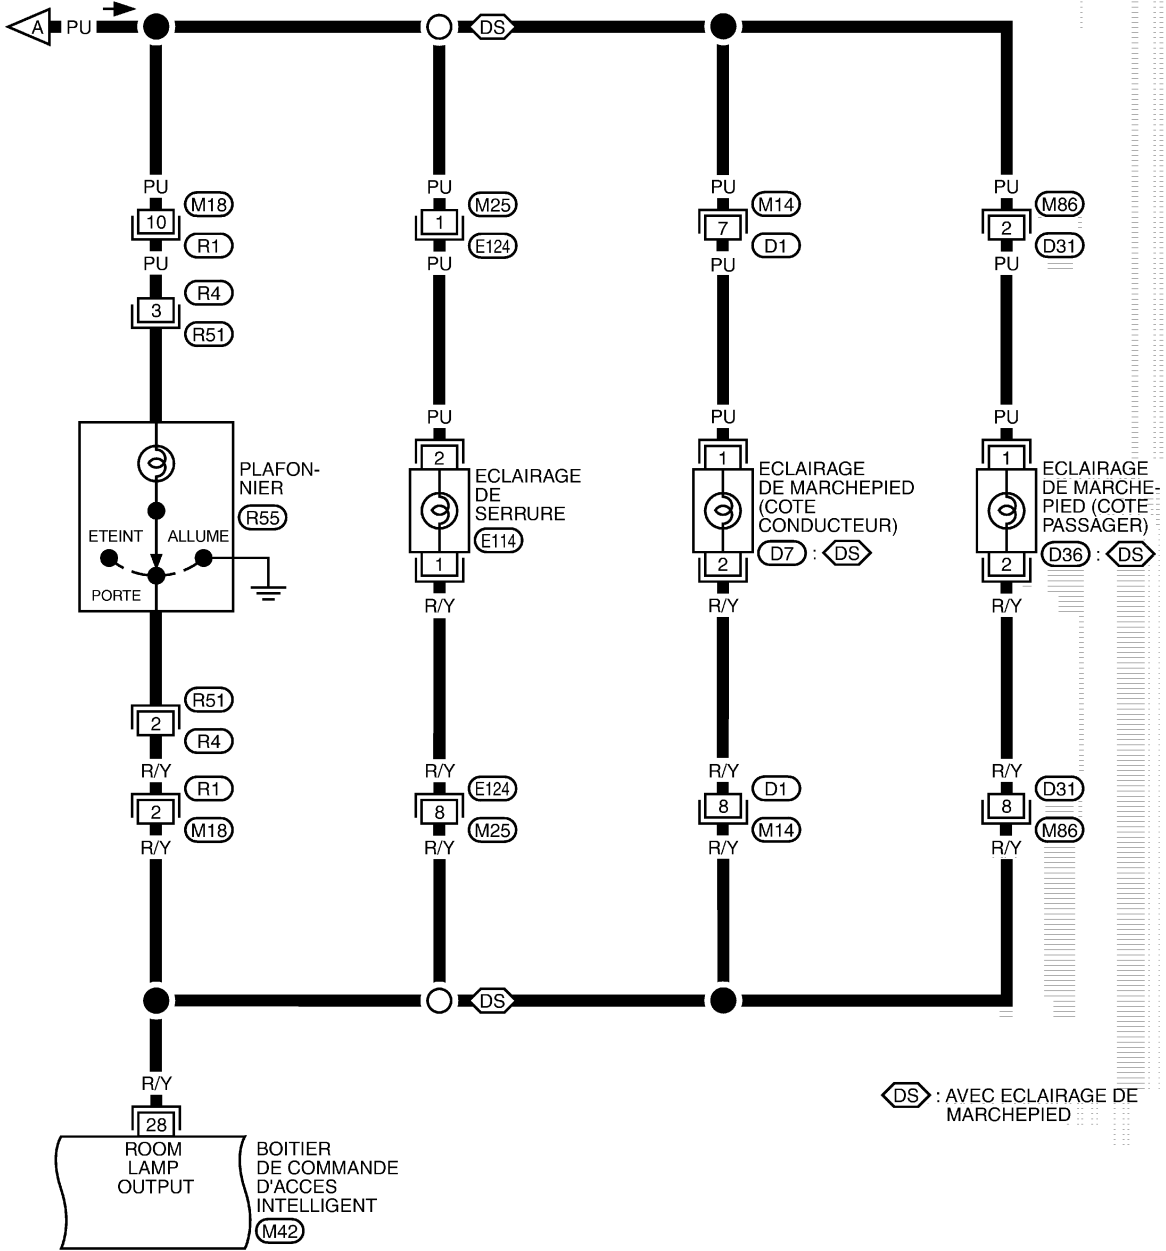 A PU DS
PU PU PU PU
M18 M25 M14 M86
10 1 7 2
R1 E124 D1 D31
PU PU PU PU
R4
3
R51
PU PU PU
2 1 1
PLAFON-
NIER
R55
ETEINT ALLUME
PORTE
ECLAIRAGE
DE
SERRURE
E114
ECLAIRAGE
DE MARCHEPIED
(COTE
CONDUCTEUR)
D7 : DS
ECLAIRAGE
DE MARCHE-
PIED (COTE
PASSAGER)
D36 : DS
1 2 2
R/Y R/Y R/Y
R51
2
R4
R/Y R/Y R/Y R/Y
R1 E124 D1 D31
2 8 8 8
M18 M25 M14 M86
R/Y R/Y R/Y R/Y
DS
R/Y
28
ROOM
LAMP
OUTPUT
BOITIER
DE COMMANDE
D'ACCES
INTELLIGENT
M42
DS : AVEC ECLAIRAGE DE
MARCHEPIED